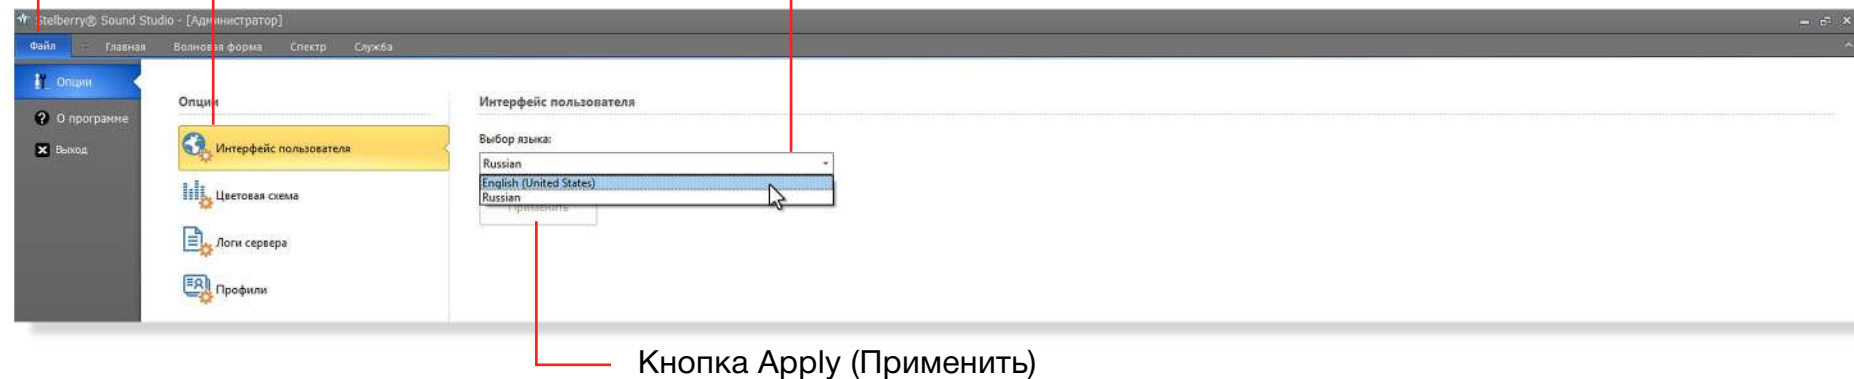 Stelberry® Sound Studio - [Администратор]
Файл Главная Волновая форма Спектр Служба
Опции
О программе
Выход
Опции
Интерфейс пользователя
Цветовая схема
Логи сервера
Профили
Интерфейс пользователя
Выбор языка:
Russian
English (United States)
Russian
Применить
Кнопка Apply (Применить)